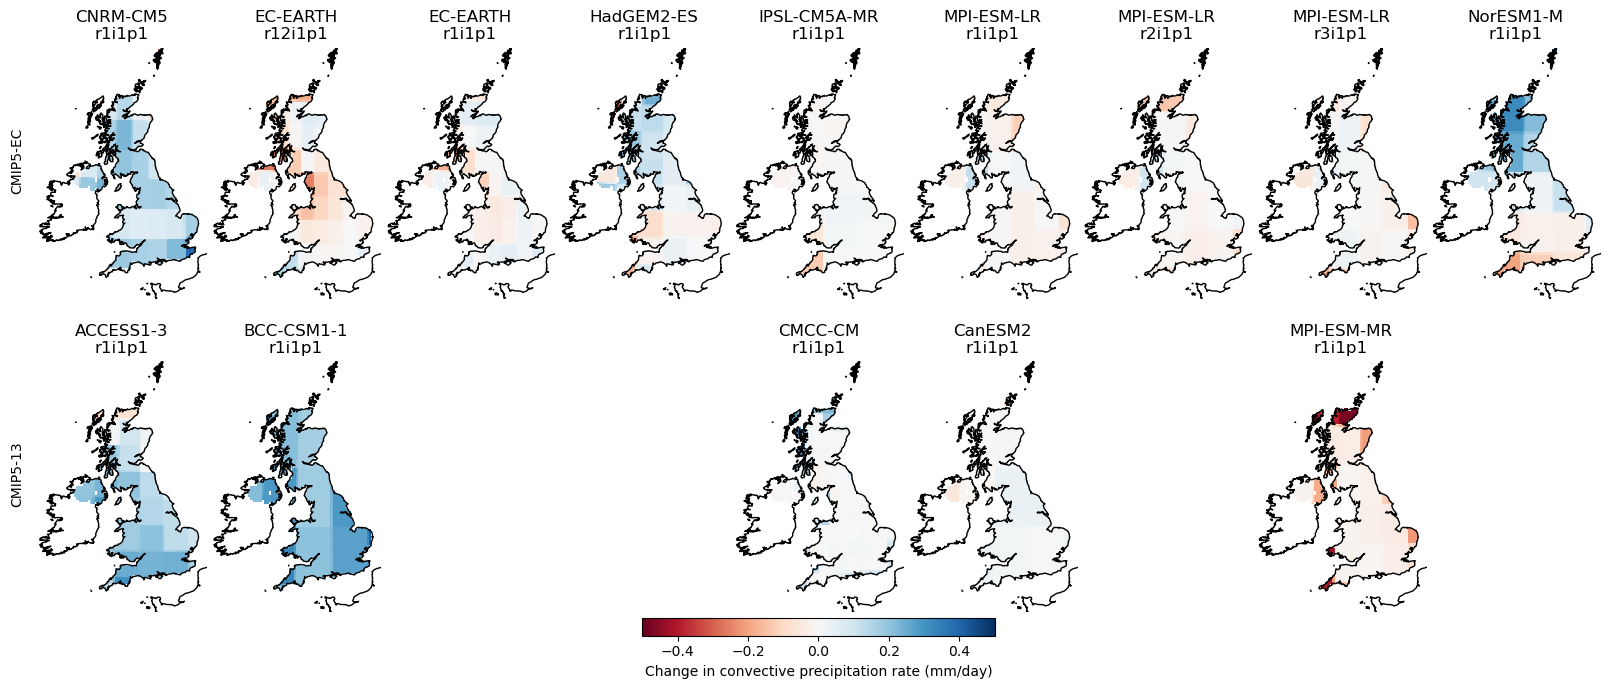 CNRM-CM5
r1i1p1
EC-EARTH
r12i1p1
EC-EARTH
r1i1p1
HadGEM2-ES
r1i1p1
IPSL-CM5A-MR
r1i1p1
MPI-ESM-LR
r1i1p1
MPI-ESM-LR
r2i1p1
MPI-ESM-LR
r3i1p1
NorESM1-M
r1i1p1
CMIP5-EC
ACCESS1-3
r1i1p1
BCC-CSM1-1
r1i1p1
CMCC-CM
r1i1p1
CanESM2
r1i1p1
MPI-ESM-MR
r1i1p1
CMIP5-13
−0.4 −0.2 0.0 0.2 0.4
Change in convective precipitation rate (mm/day)